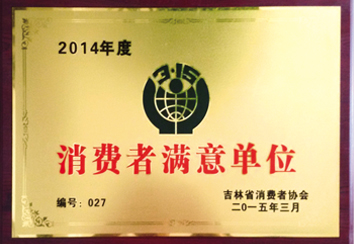 2014年度
3·15
消费者满意单位
编号：027
吉林省消费者协会
二〇一五年三月